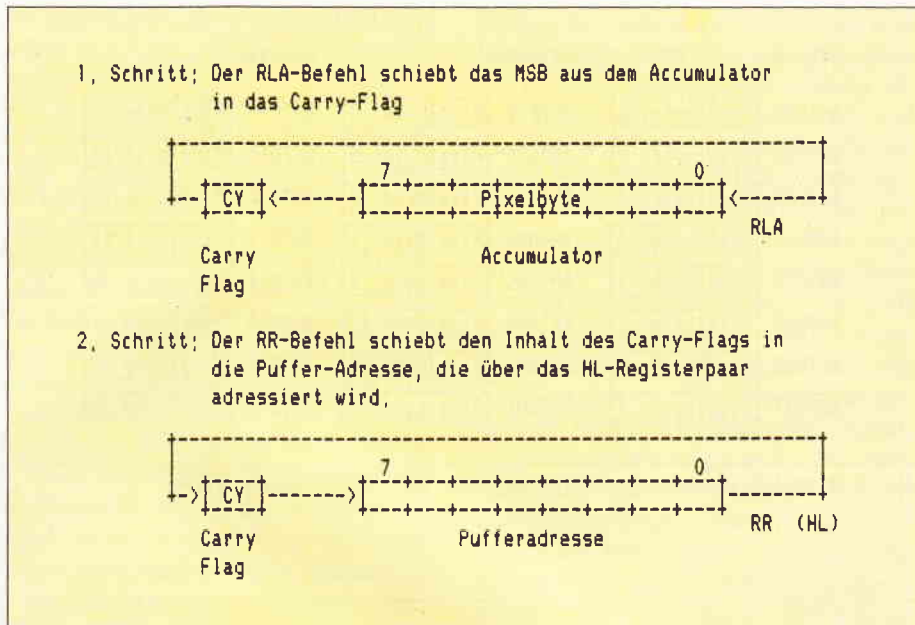 1. Schritt: Der RLA-Befehl schiebt das MSB aus dem Accumulator
in das Carry-Flag
7 0
CY Pixelbyte
RLA
Carry Accumulator
Flag
2. Schritt: Der RR-Befehl schiebt den Inhalt des Carry-Flags in
die Puffer-Adresse, die über das HL-Registerpaar
adressiert wird.
7 0
CY
RR (HL)
Carry Pufferadresse
Flag